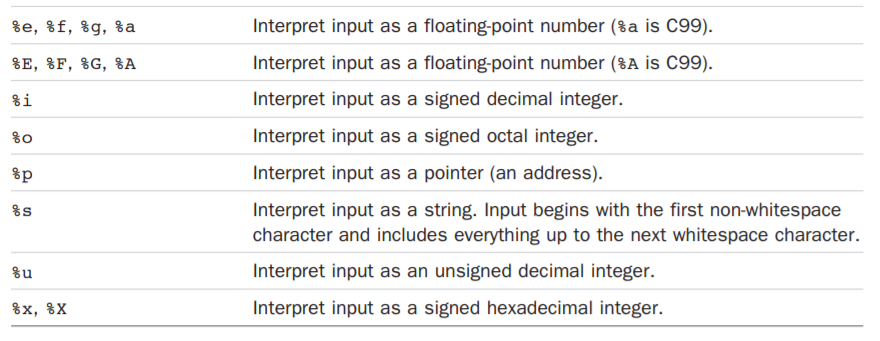 %e, %f, %g, %a Interpret input as a floating-point number (%a is C99).
%E, %F, %G, %A Interpret input as a floating-point number (%A is C99).
%i Interpret input as a signed decimal integer.
%o Interpret input as a signed octal integer.
%p Interpret input as a pointer (an address).
%s Interpret input as a string. Input begins with the first non-whitespace
character and includes everything up to the next whitespace character.
%u Interpret input as an unsigned decimal integer.
%x, %X Interpret input as a signed hexadecimal integer.